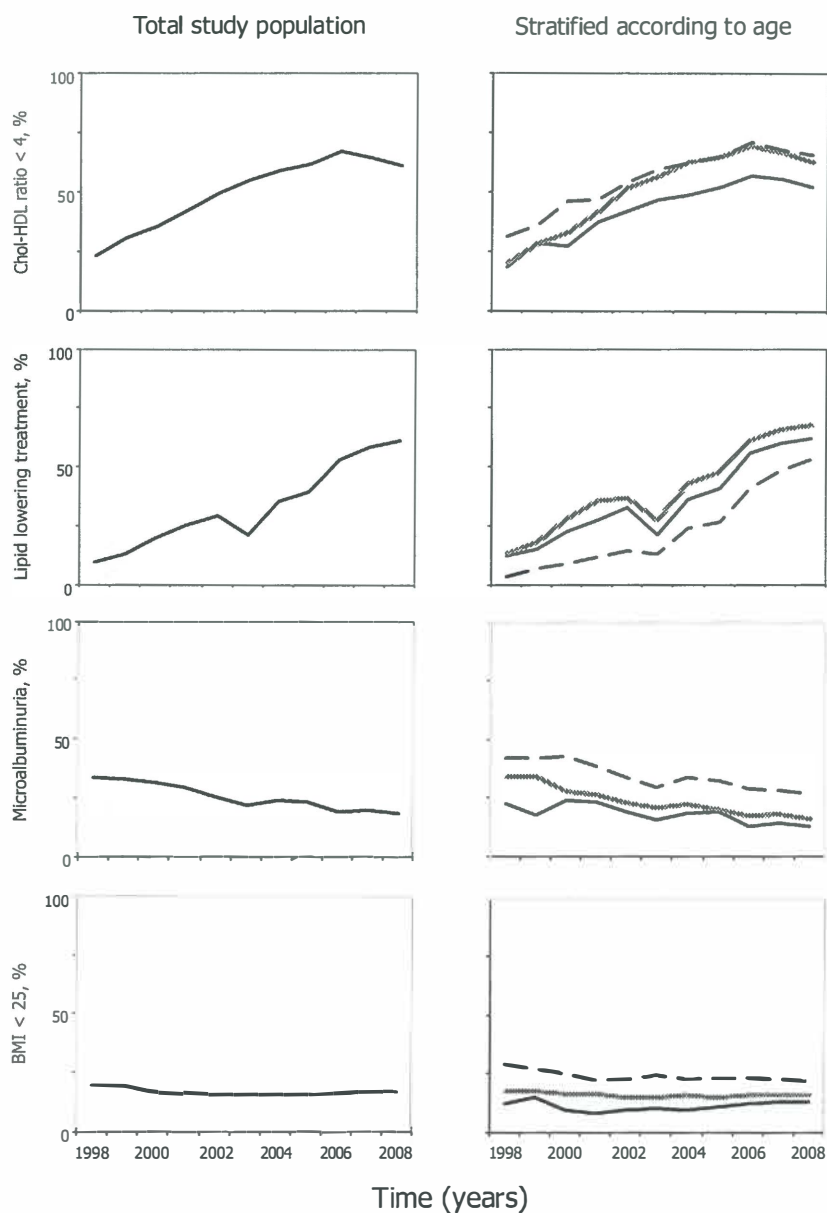 Total study population
Stratified according to age
Chol-HDL ratio < 4, %
100
50
0
Lipid lowering treatment, %
100
50
0
Microalbuminuria, %
100
50
0
BMI < 25, %
100
50
0
1998 2000 2002 2004 2006 2008
1998 2000 2002 2004 2006 2008
Time (years)